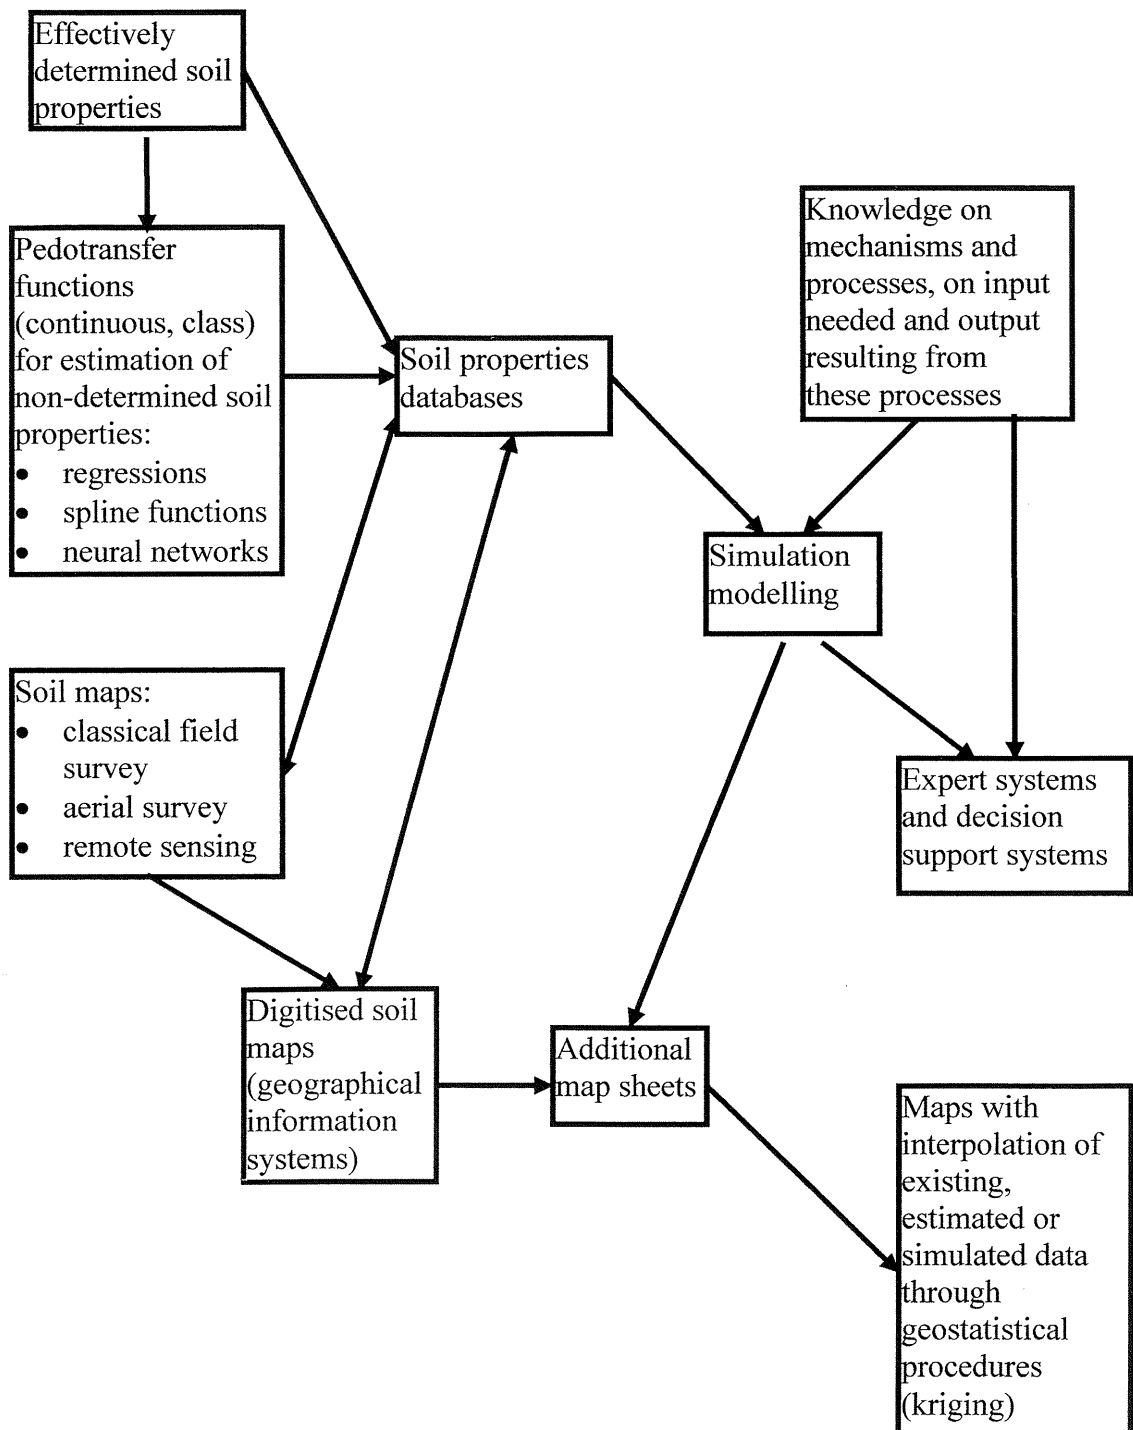 Effectively
determined soil
properties
Pedotransfer
functions
(continuous, class)
for estimation of
non-determined soil
properties:
• regressions
• spline functions
• neural networks
Soil properties
databases
Knowledge on
mechanisms and
processes, on input
needed and output
resulting from
these processes
Simulation
modelling
Soil maps:
• classical field
survey
• aerial survey
• remote sensing
Expert systems
and decision
support systems
Digitised soil
maps
(geographical
information
systems)
Additional
map sheets
Maps with
interpolation of
existing,
estimated or
simulated data
through
geostatistical
procedures
(kriging)